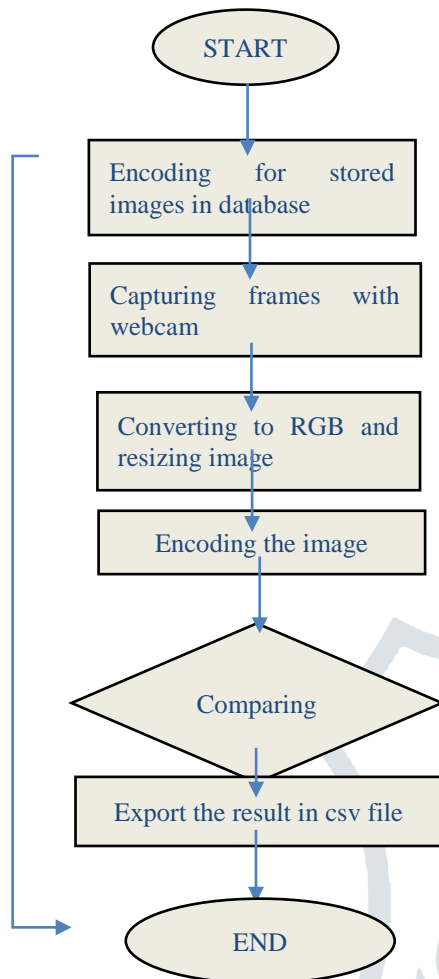 START
Encoding for stored
images in database
Capturing frames with
webcam
Converting to RGB and
resizing image
Encoding the image
Comparing
Export the result in csv file
END